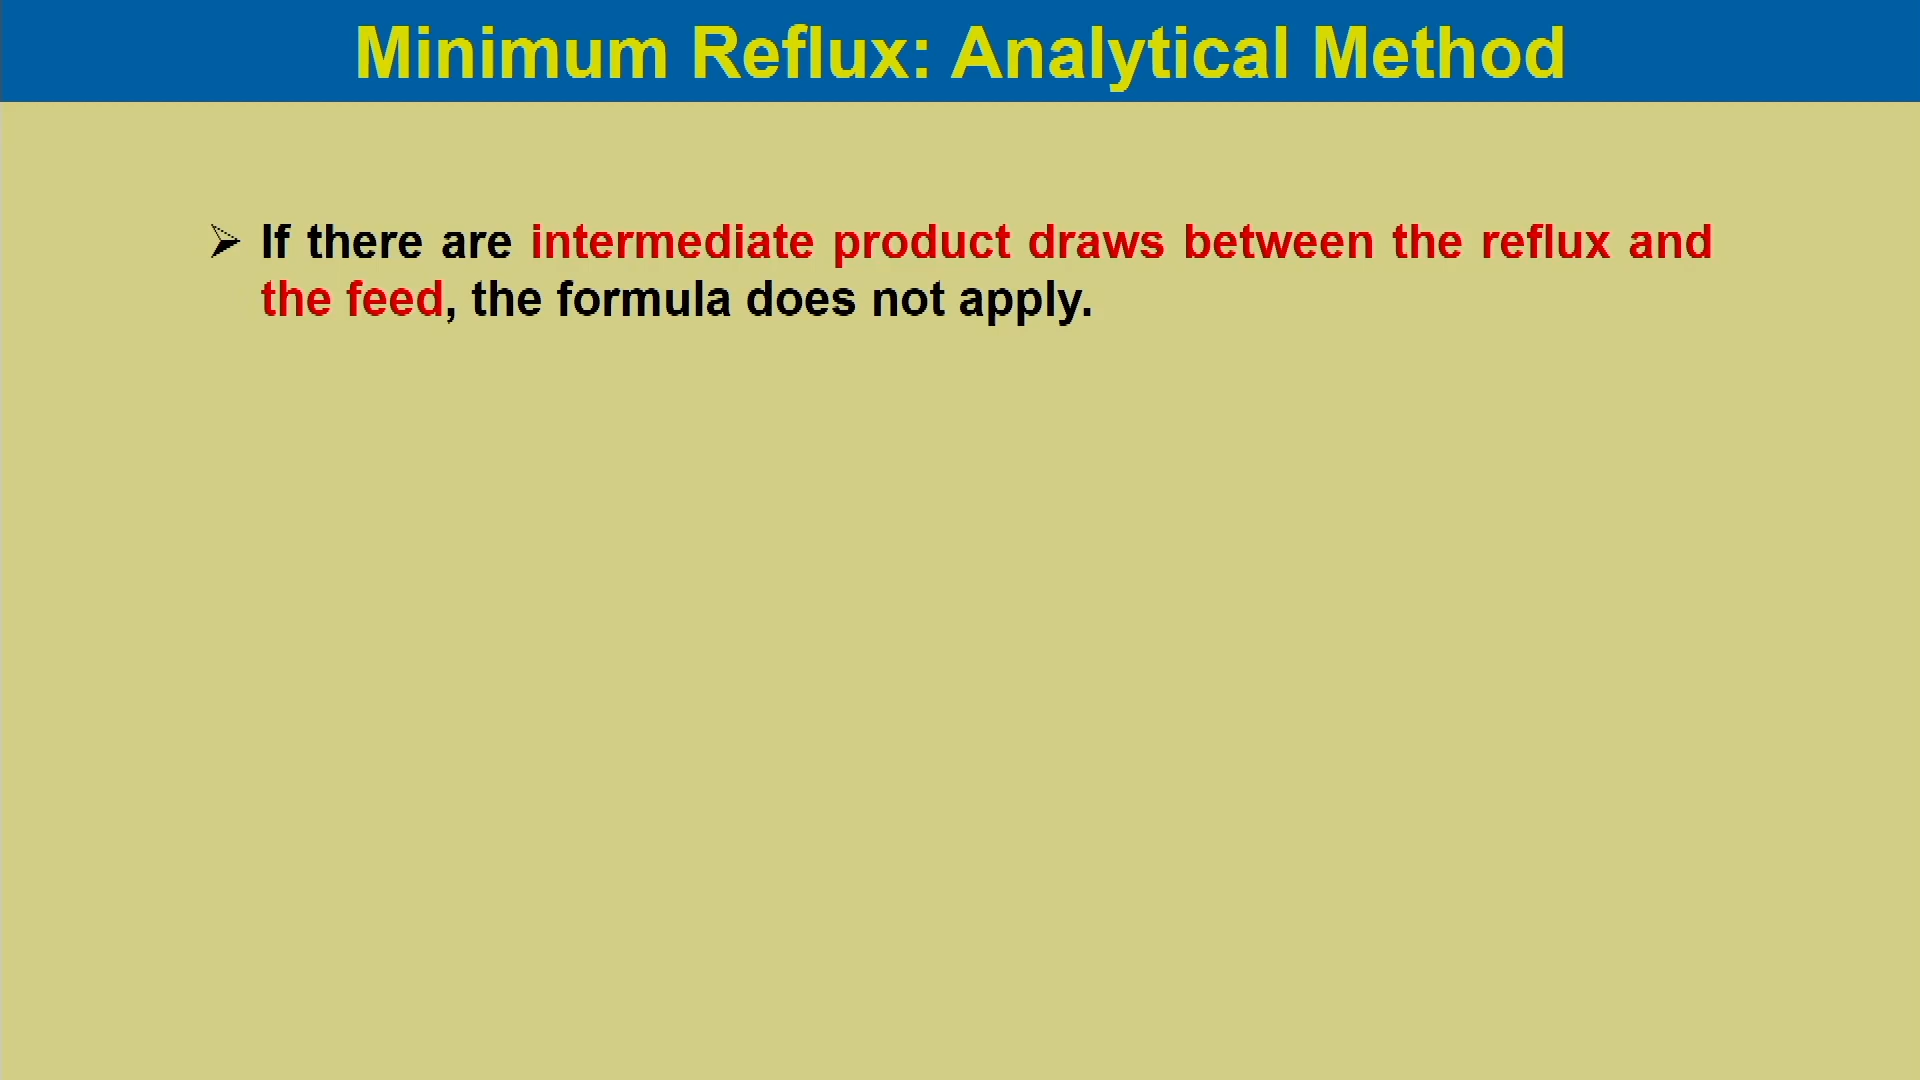 Minimum Reflux: Analytical Method
➢ If there are intermediate product draws between the reflux and
the feed, the formula does not apply.